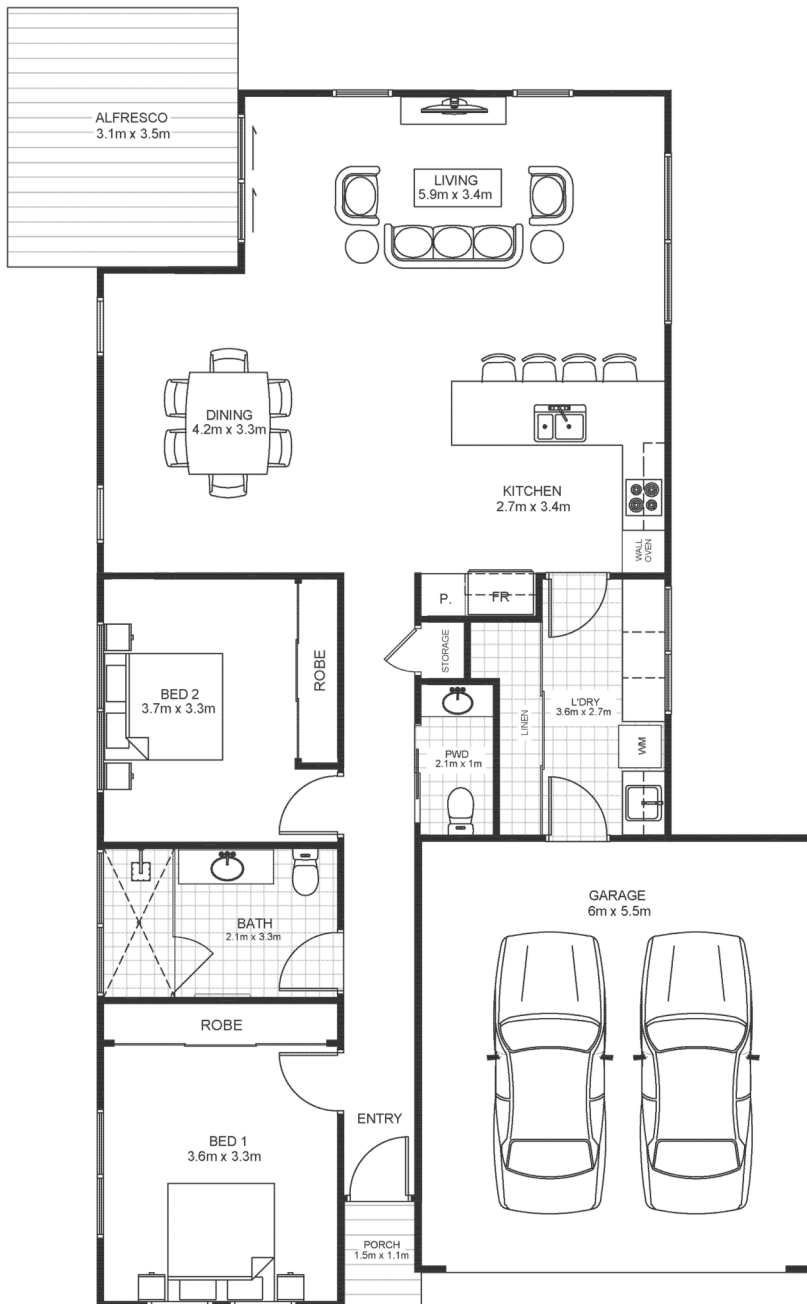 ALFRESCO
3.1m x 3.5m
LIVING
5.9m x 3.4m
DINING
4.2m x 3.3m
KITCHEN
2.7m x 3.4m
WALL
OVEN
P.
FR
STORAGE
BED 2
3.7m x 3.3m
ROBE
LINEN
L'DRY
3.6m x 2.7m
WM
PWD
2.1m x 1m
BATH
2.1m x 3.3m
GARAGE
6m x 5.5m
ROBE
ENTRY
BED 1
3.6m x 3.3m
PORCH
1.5m x 1.1m